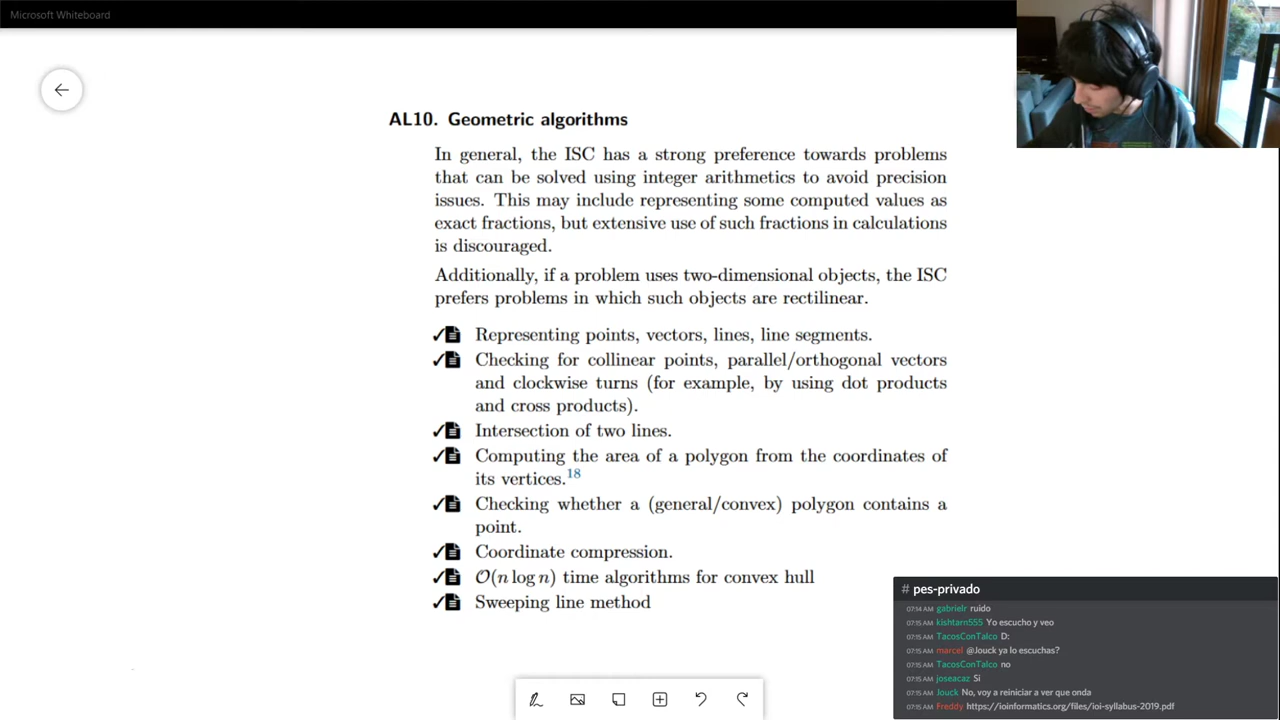 Microsoft Whiteboard
AL10. Geometric algorithms
In general, the ISC has a strong preference towards problems
that can be solved using integer arithmetics to avoid precision
issues. This may include representing some computed values as
exact fractions, but extensive use of such fractions in calculations
is discouraged.
Additionally, if a problem uses two-dimensional objects, the ISC
prefers problems in which such objects are rectilinear.
✓ Representing points, vectors, lines, line segments.
✓ Checking for collinear points, parallel/orthogonal vectors
and clockwise turns (for example, by using dot products
and cross products).
✓ Intersection of two lines.
✓ Computing the area of a polygon from the coordinates of
its vertices.18
✓ Checking whether a (general/convex) polygon contains a
point.
✓ Coordinate compression.
✓ O(n log n) time algorithms for convex hull
✓ Sweeping line method
# pes-privado
07:14 AM gabrielr ruido
07:15 AM kishtarn555 Yo escucho y veo
07:15 AM TacosConTalco D:
07:15 AM marcel @Jouck ya lo escuchas?
07:15 AM TacosConTalco no
07:15 AM joseacaz Si
07:15 AM Jouck No, voy a reiniciar a ver que onda
07:15 AM Freddy https://ioinformatics.org/files/ioi-syllabus-2019.pdf